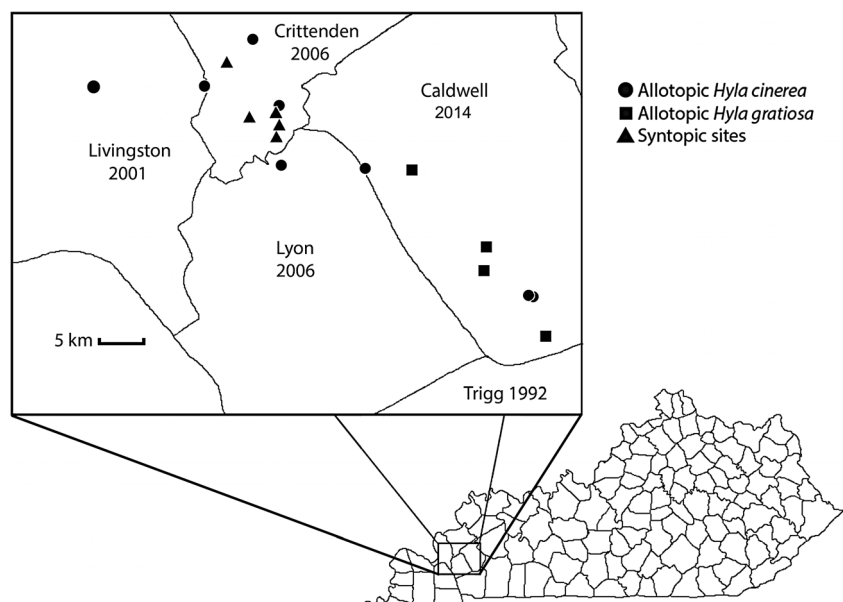 Crittenden
2006
Caldwell
2014
Livingston
2001
Lyon
2006
5 km
Trigg 1992
Allotopic Hyla cinerea
Allotopic Hyla gratiosa
Syntopic sites